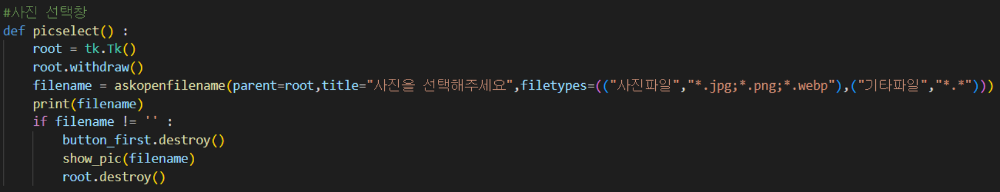 #사진 선택창
def picselect() :
    root = tk.Tk()
    root.withdraw()
    filename = askopenfilename(parent=root,title="사진을 선택해주세요",filetypes=(("사진파일","*.jpg;*.png;*.webp"),("기타파일","*.*")))
    print(filename)
    if filename != '' :
        button_first.destroy()
        show_pic(filename)
        root.destroy()